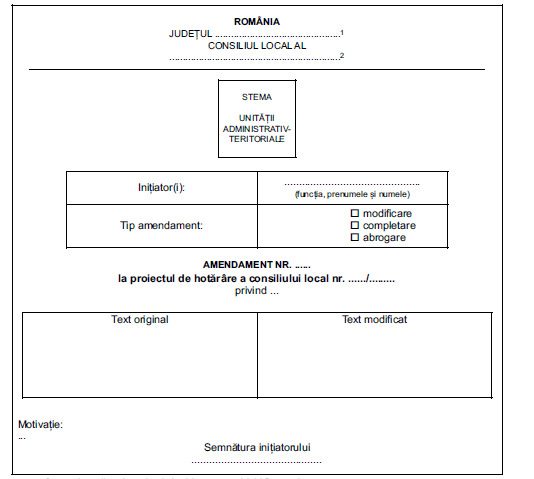 ROMÂNIA
JUDEȚUL ..............................................¹
CONSILIUL LOCAL AL
..............................................................²
STEMA
UNITĂȚII
ADMINISTRATIV-
TERITORIALE
Inițiator(i):
..............................................
(funcția, prenumele și numele)
Tip amendament:
☐ modificare
☐ completare
☐ abrogare
AMENDAMENT NR. ......
la proiectul de hotărâre a consiliului local nr. ....../.........
privind ...
Text original
Text modificat
Motivație:
...
Semnătura inițiatorului
............................................